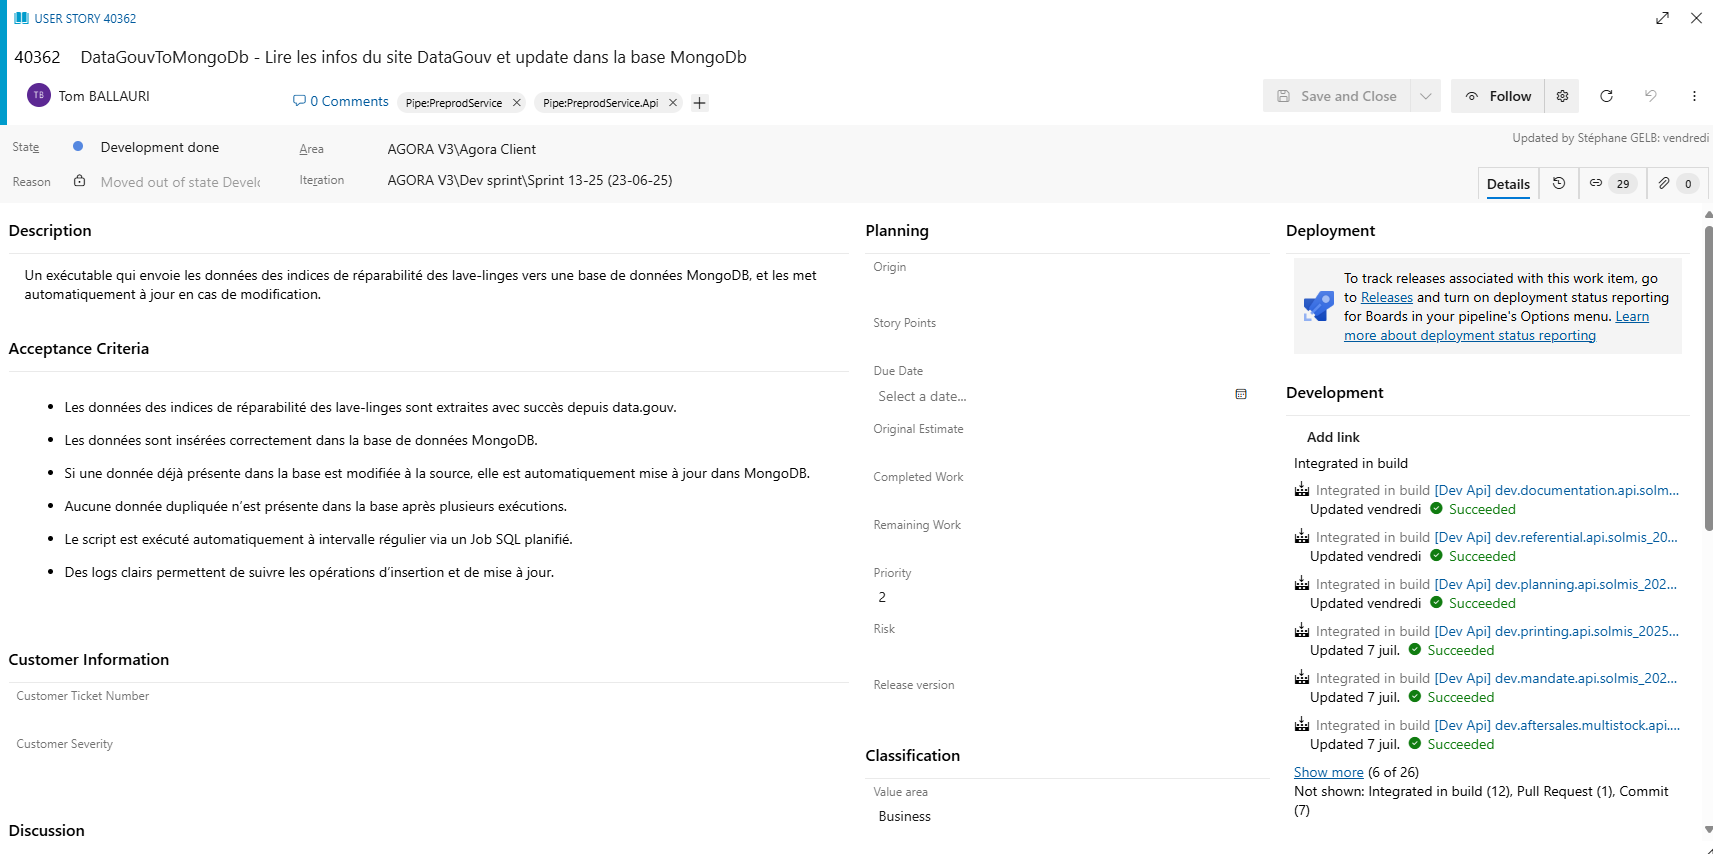 USER STORY 40362
40362 DataGouvToMongoDb - Lire les infos du site DataGouv et update dans la base MongoDb
TB Tom BALLAURI
0 Comments
Pipe:PreprodService
Pipe:PreprodService.Api
Save and Close
Follow
State
Development done
Area
AGORA V3\Agora Client
Updated by Stéphane GELB: vendredi
Reason
Moved out of state Develo
Iteration
AGORA V3\Dev sprint\Sprint 13-25 (23-06-25)
Details
29
0
Description
Un exécutable qui envoie les données des indices de réparabilité des lave-linges vers une base de données MongoDB, et les met
automatiquement à jour en cas de modification.
Acceptance Criteria
Les données des indices de réparabilité des lave-linges sont extraites avec succès depuis data.gouv.
Les données sont insérées correctement dans la base de données MongoDB.
Si une donnée déjà présente dans la base est modifiée à la source, elle est automatiquement mise à jour dans MongoDB.
Aucune donnée dupliquée n’est présente dans la base après plusieurs exécutions.
Le script est exécuté automatiquement à intervalle régulier via un Job SQL planifié.
Des logs clairs permettent de suivre les opérations d’insertion et de mise à jour.
Customer Information
Customer Ticket Number
Customer Severity
Discussion
Planning
Origin
Story Points
Due Date
Select a date...
Original Estimate
Completed Work
Remaining Work
Priority
2
Risk
Release version
Classification
Value area
Business
Deployment
To track releases associated with this work item, go
to Releases and turn on deployment status reporting
for Boards in your pipeline's Options menu. Learn
more about deployment status reporting
Development
Add link
Integrated in build
Integrated in build [Dev Api] dev.documentation.api.solm...
Updated vendredi Succeeded
Integrated in build [Dev Api] dev.referential.api.solmis_20...
Updated vendredi Succeeded
Integrated in build [Dev Api] dev.planning.api.solmis_202...
Updated vendredi Succeeded
Integrated in build [Dev Api] dev.printing.api.solmis_2025...
Updated 7 juil. Succeeded
Integrated in build [Dev Api] dev.mandate.api.solmis_202...
Updated 7 juil. Succeeded
Integrated in build [Dev Api] dev.aftersales.multistock.api....
Updated 7 juil. Succeeded
Show more (6 of 26)
Not shown: Integrated in build (12), Pull Request (1), Commit
(7)